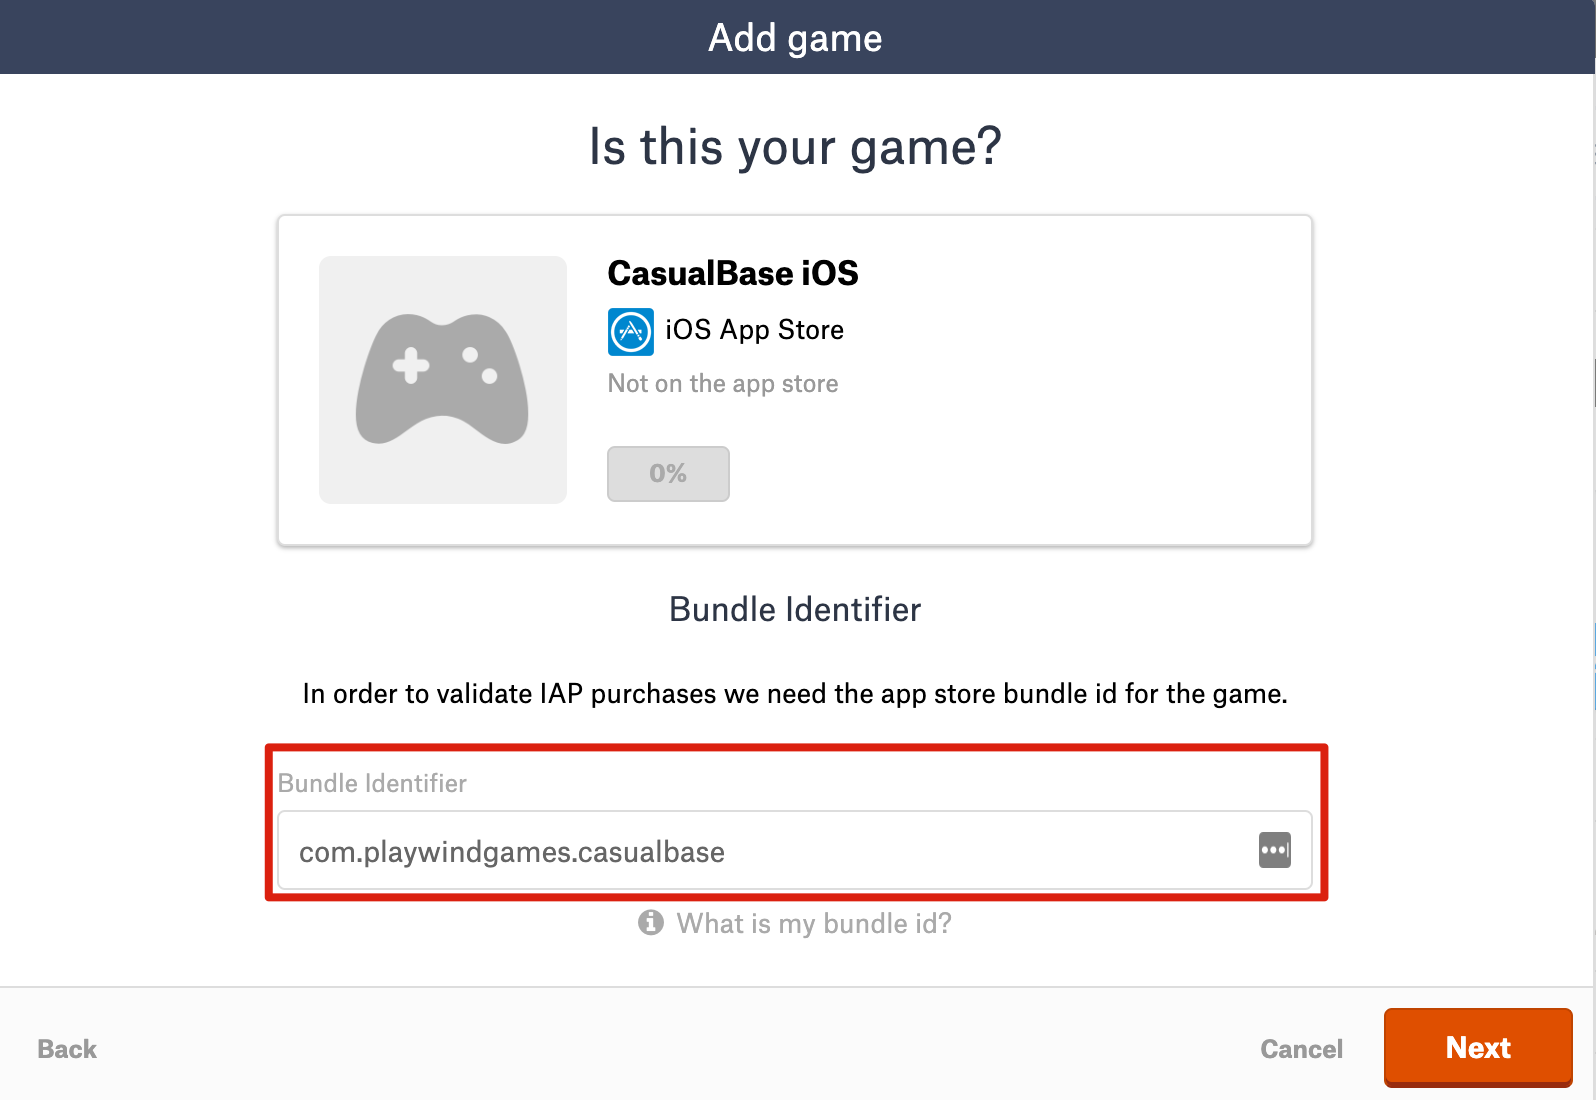 Add game
Is this your game?
CasualBase iOS
iOS App Store
Not on the app store
0%
Bundle Identifier
In order to validate IAP purchases we need the app store bundle id for the game.
Bundle Identifier
com.playwindgames.casualbase
What is my bundle id?
Back
Cancel
Next